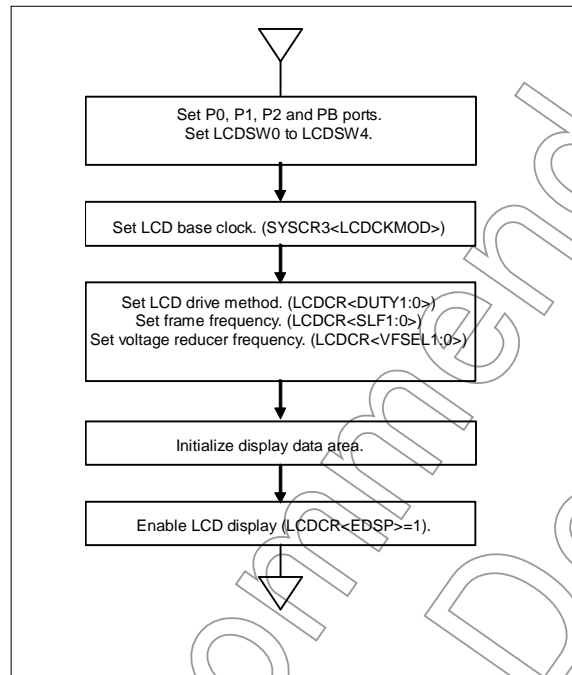 Set P0, P1, P2 and PB ports.
Set LCDSW0 to LCDSW4.
Set LCD base clock. (SYSCR3<LCDCKMOD>)
Set LCD drive method. (LCDCR<DUTY1:0>)
Set frame frequency. (LCDCR<SLF1:0>)
Set voltage reducer frequency. (LCDCR<VFSEL1:0>)
Initialize display data area.
Enable LCD display (LCDCR<EDSP>=1).